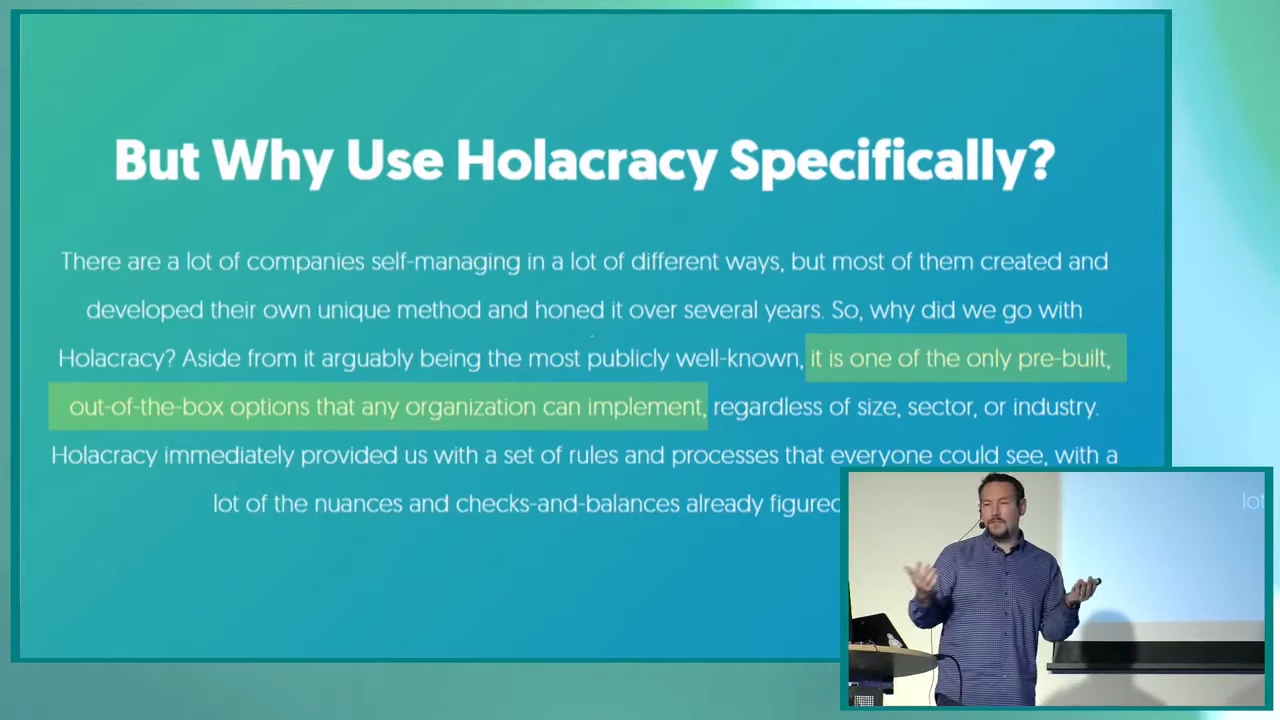 But Why Use Holacracy Specifically?
There are a lot of companies self-managing in a lot of different ways, but most of them created and
developed their own unique method and honed it over several years. So, why did we go with
Holacracy? Aside from it arguably being the most publicly well-known, it is one of the only pre-built,
out-of-the-box options that any organization can implement, regardless of size, sector, or industry.
Holacracy immediately provided us with a set of rules and processes that everyone could see, with a
lot of the nuances and checks-and-balances already figured